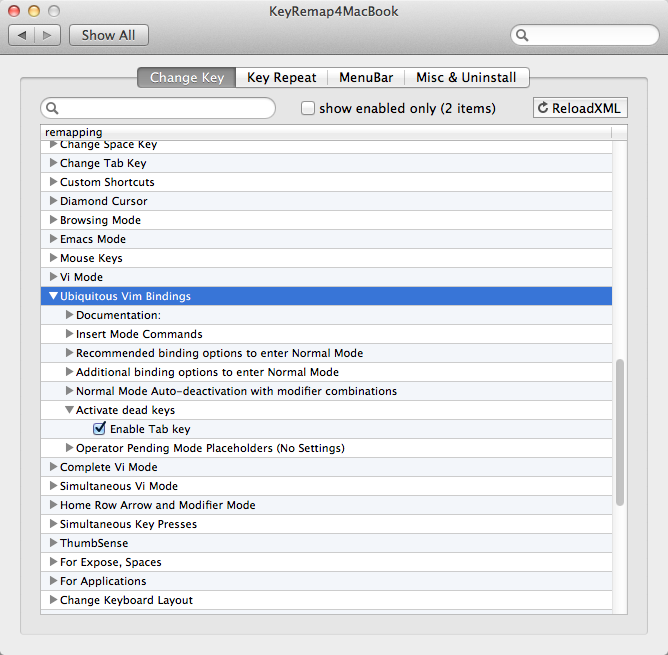 KeyRemap4MacBook
Show All
Change Key Key Repeat MenuBar Misc & Uninstall
show enabled only (2 items) ReloadXML
remapping
Change Space Key
Change Tab Key
Custom Shortcuts
Diamond Cursor
Browsing Mode
Emacs Mode
Mouse Keys
Vi Mode
Ubiquitous Vim Bindings
Documentation:
Insert Mode Commands
Recommended binding options to enter Normal Mode
Additional binding options to enter Normal Mode
Normal Mode Auto-deactivation with modifier combinations
Activate dead keys
Enable Tab key
Operator Pending Mode Placeholders (No Settings)
Complete Vi Mode
Simultaneous Vi Mode
Home Row Arrow and Modifier Mode
Simultaneous Key Presses
ThumbSense
For Expose, Spaces
For Applications
Change Keyboard Layout